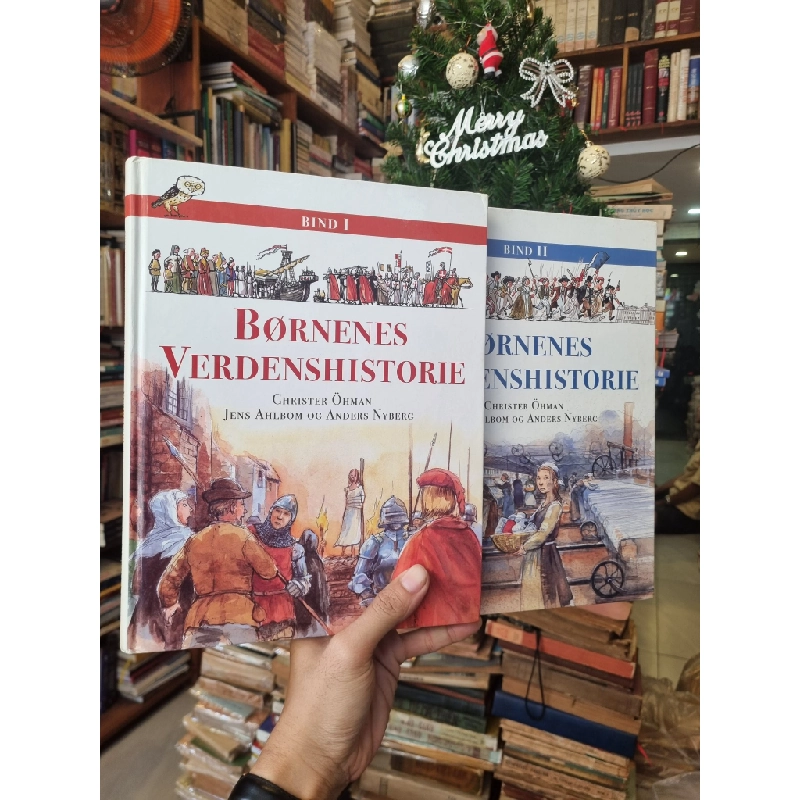 Merry
Christmas
BIND I
BØRNENES
VERDENSHISTORIE
CHRISTER ÖHMAN
JENS AHLBOM OG ANDERS NYBERG
BIND II
ØRNENES
ENSHISTORIE
CHRISTER ÖHMAN
LBOM OG ANDERS NYBERG